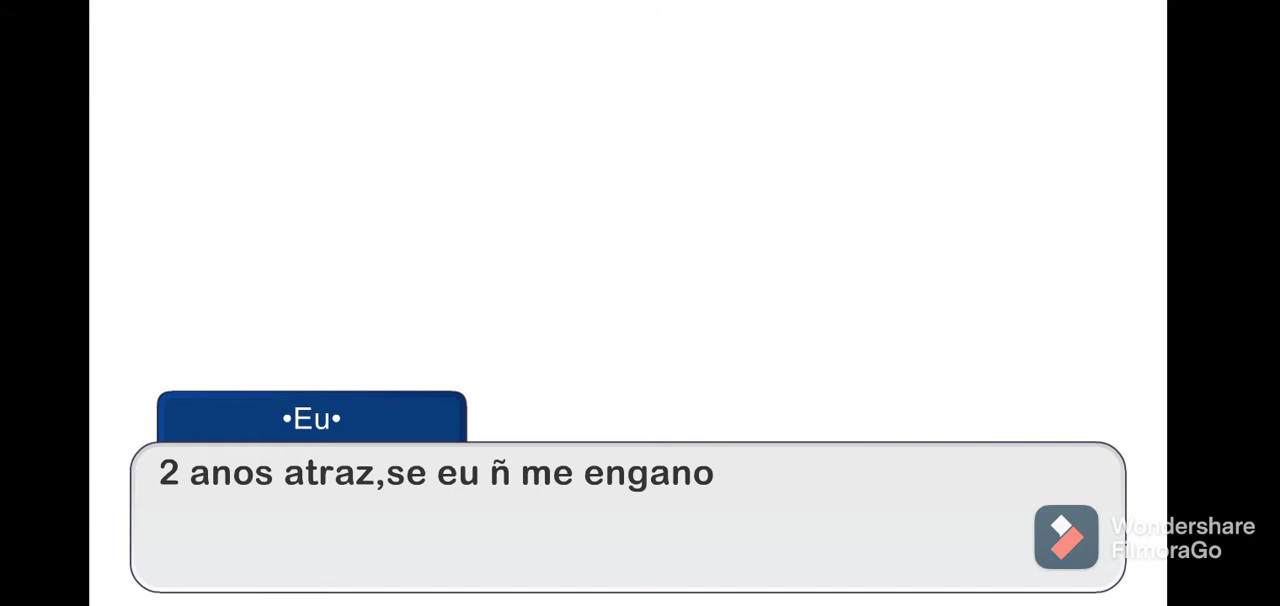 •Eu•
2 anos atraz,se eu ñ me engano
Wondershare
FilmoraGo